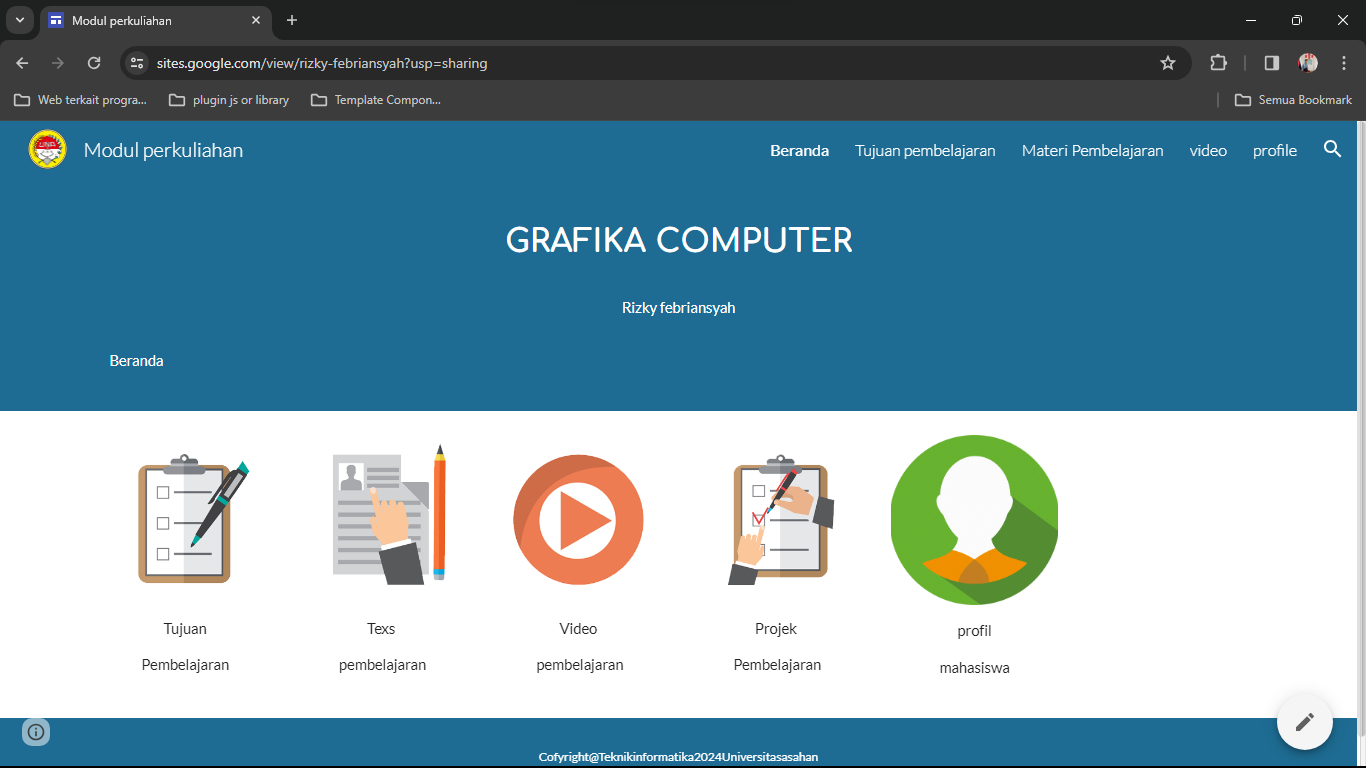 Modul perkuliahan
sites.google.com/view/rizky-febriansyah?usp=sharing
Web terkait progra...
plugin js or library
Template Compon...
Semua Bookmark
UNA
Modul perkuliahan
Beranda
Tujuan pembelajaran
Materi Pembelajaran
video
profile
GRAFIKA COMPUTER
Rizky febriansyah
Beranda
Tujuan
Pembelajaran
Texs
pembelajaran
Video
pembelajaran
Projek
Pembelajaran
profil
mahasiswa
Cofyright@Teknikinformatika2024Universitasasahan